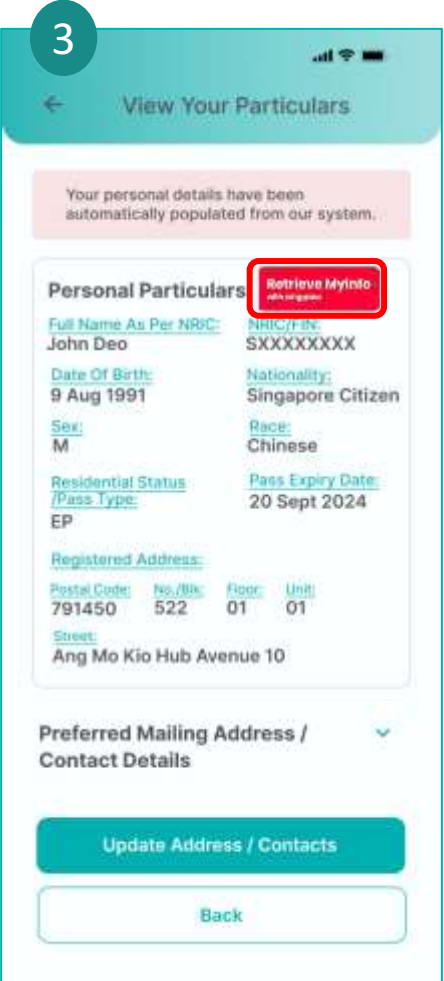 3
View Your Particulars
Your personal details have been
automatically populated from our system.
Personal Particulars
Retrieve MyInfo
with singpass
Full Name As Per NRIC: NRIC/FIN:
John Deo SXXXXXXXX
Date Of Birth: Nationality:
9 Aug 1991 Singapore Citizen
Sex: Race:
M Chinese
Residential Status Pass Expiry Date:
/Pass Type: 20 Sept 2024
EP
Registered Address:
Postal Code: No./Blk: Floor: Unit:
791450 522 01 01
Street:
Ang Mo Kio Hub Avenue 10
Preferred Mailing Address /
Contact Details
Update Address / Contacts
Back